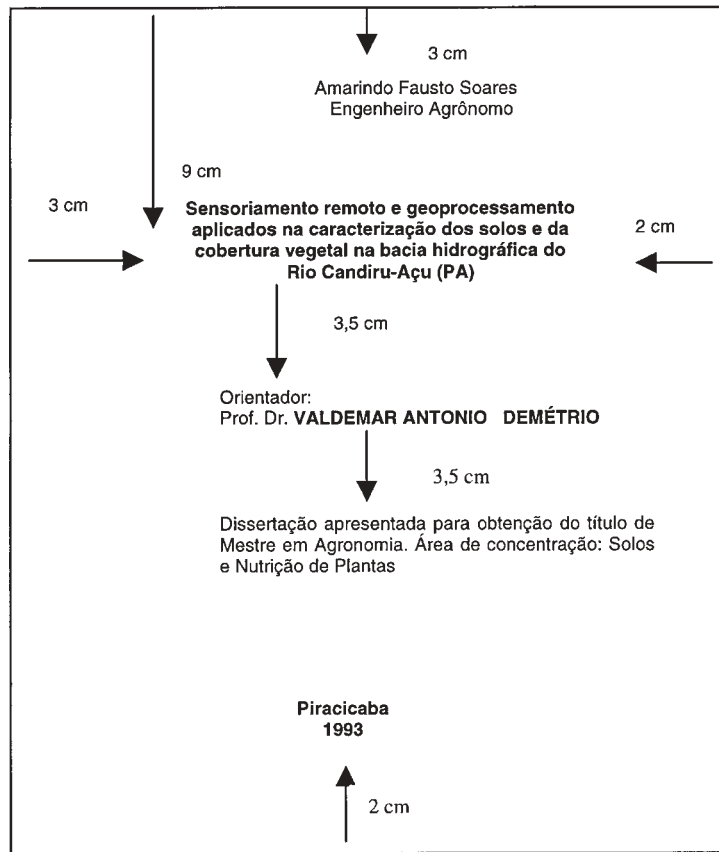 3 cm
Amarindo Fausto Soares
Engenheiro Agrônomo
9 cm
3 cm
Sensoriamento remoto e geoprocessamento
aplicados na caracterização dos solos e da
cobertura vegetal na bacia hidrográfica do
Rio Candiru-Açu (PA)
2 cm
3,5 cm
Orientador:
Prof. Dr. VALDEMAR ANTONIO DEMÉTRIO
3,5 cm
Dissertação apresentada para obtenção do título de
Mestre em Agronomia. Área de concentração: Solos
e Nutrição de Plantas
Piracicaba
1993
2 cm